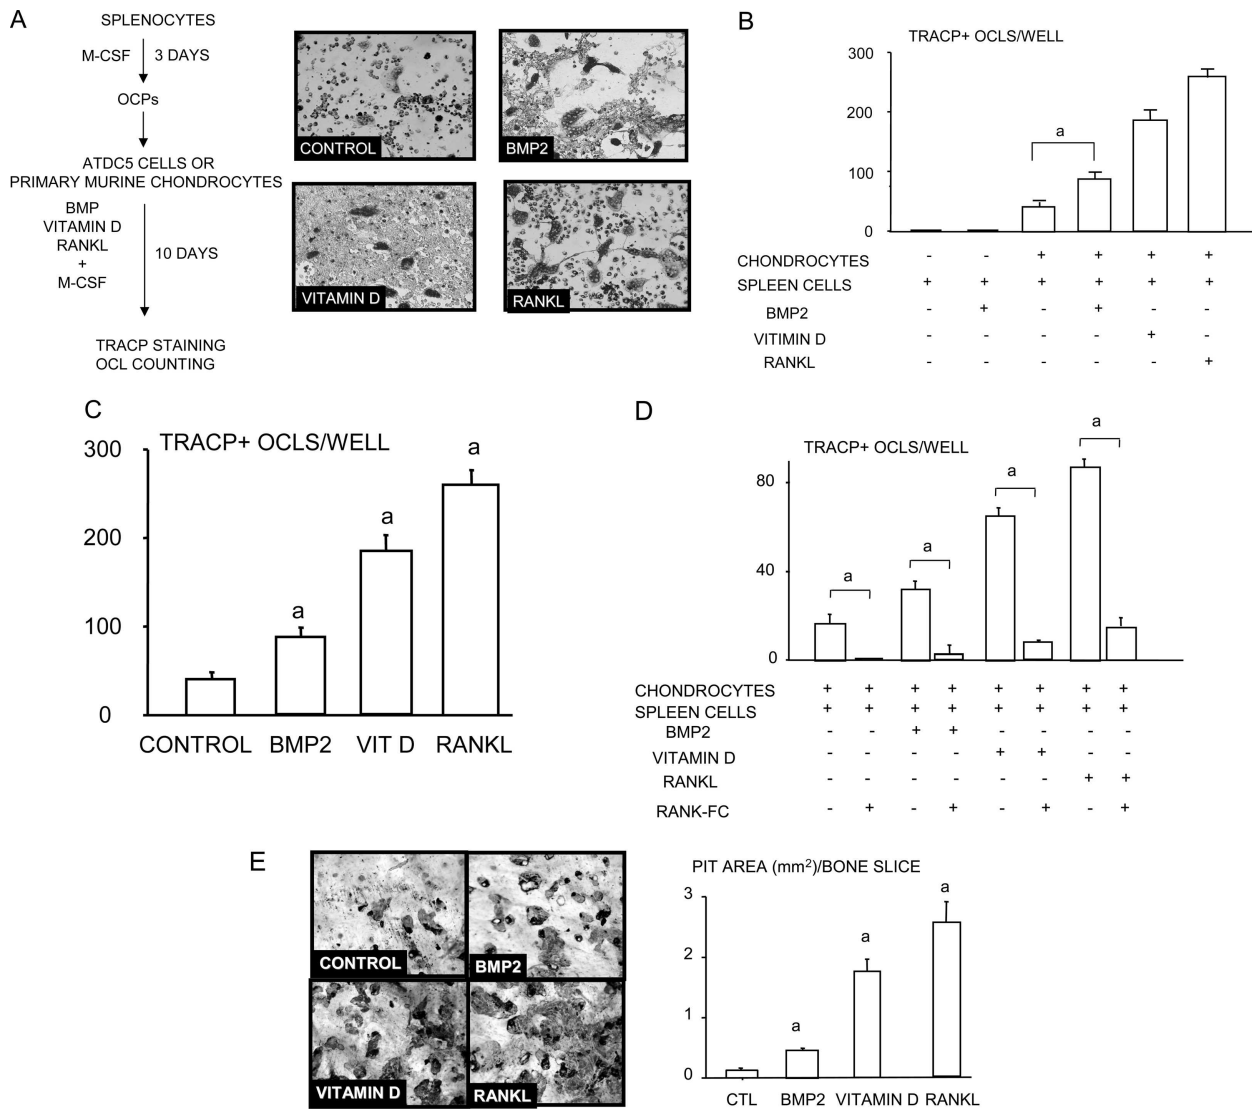 A
SPLENOCYTES
M-CSF 3 DAYS
OCPs
ATDC5 CELLS OR
PRIMARY MURINE CHONDROCYTES
BMP
VITAMIN D
RANKL
+
M-CSF
10 DAYS
TRACP STAINING
OCL COUNTING
CONTROL
BMP2
VITAMIN D
RANKL
B
TRACP+ OCLS/WELL
300
200
100
0
a
CHONDROCYTES - - + + + +
SPLEEN CELLS + + + + + +
BMP2 - + - + - -
VITIMIN D - - - - + -
RANKL - - - - - +
C
TRACP+ OCLS/WELL
300
200
100
0
a
a
a
CONTROL BMP2 VIT D RANKL
D
TRACP+ OCLS/WELL
80
40
0
a
a
a
a
CHONDROCYTES + + + + + + + +
SPLEEN CELLS + + + + + + + +
BMP2 - - + + - - - -
VITAMIN D - - - - + + - -
RANKL - - - - - - + +
RANK-FC - + - + - + - +
E
CONTROL
BMP2
VITAMIN D
RANKL
PIT AREA (mm²)/BONE SLICE
3
2
1
0
a
a
a
CTL BMP2 VITAMIN D RANKL